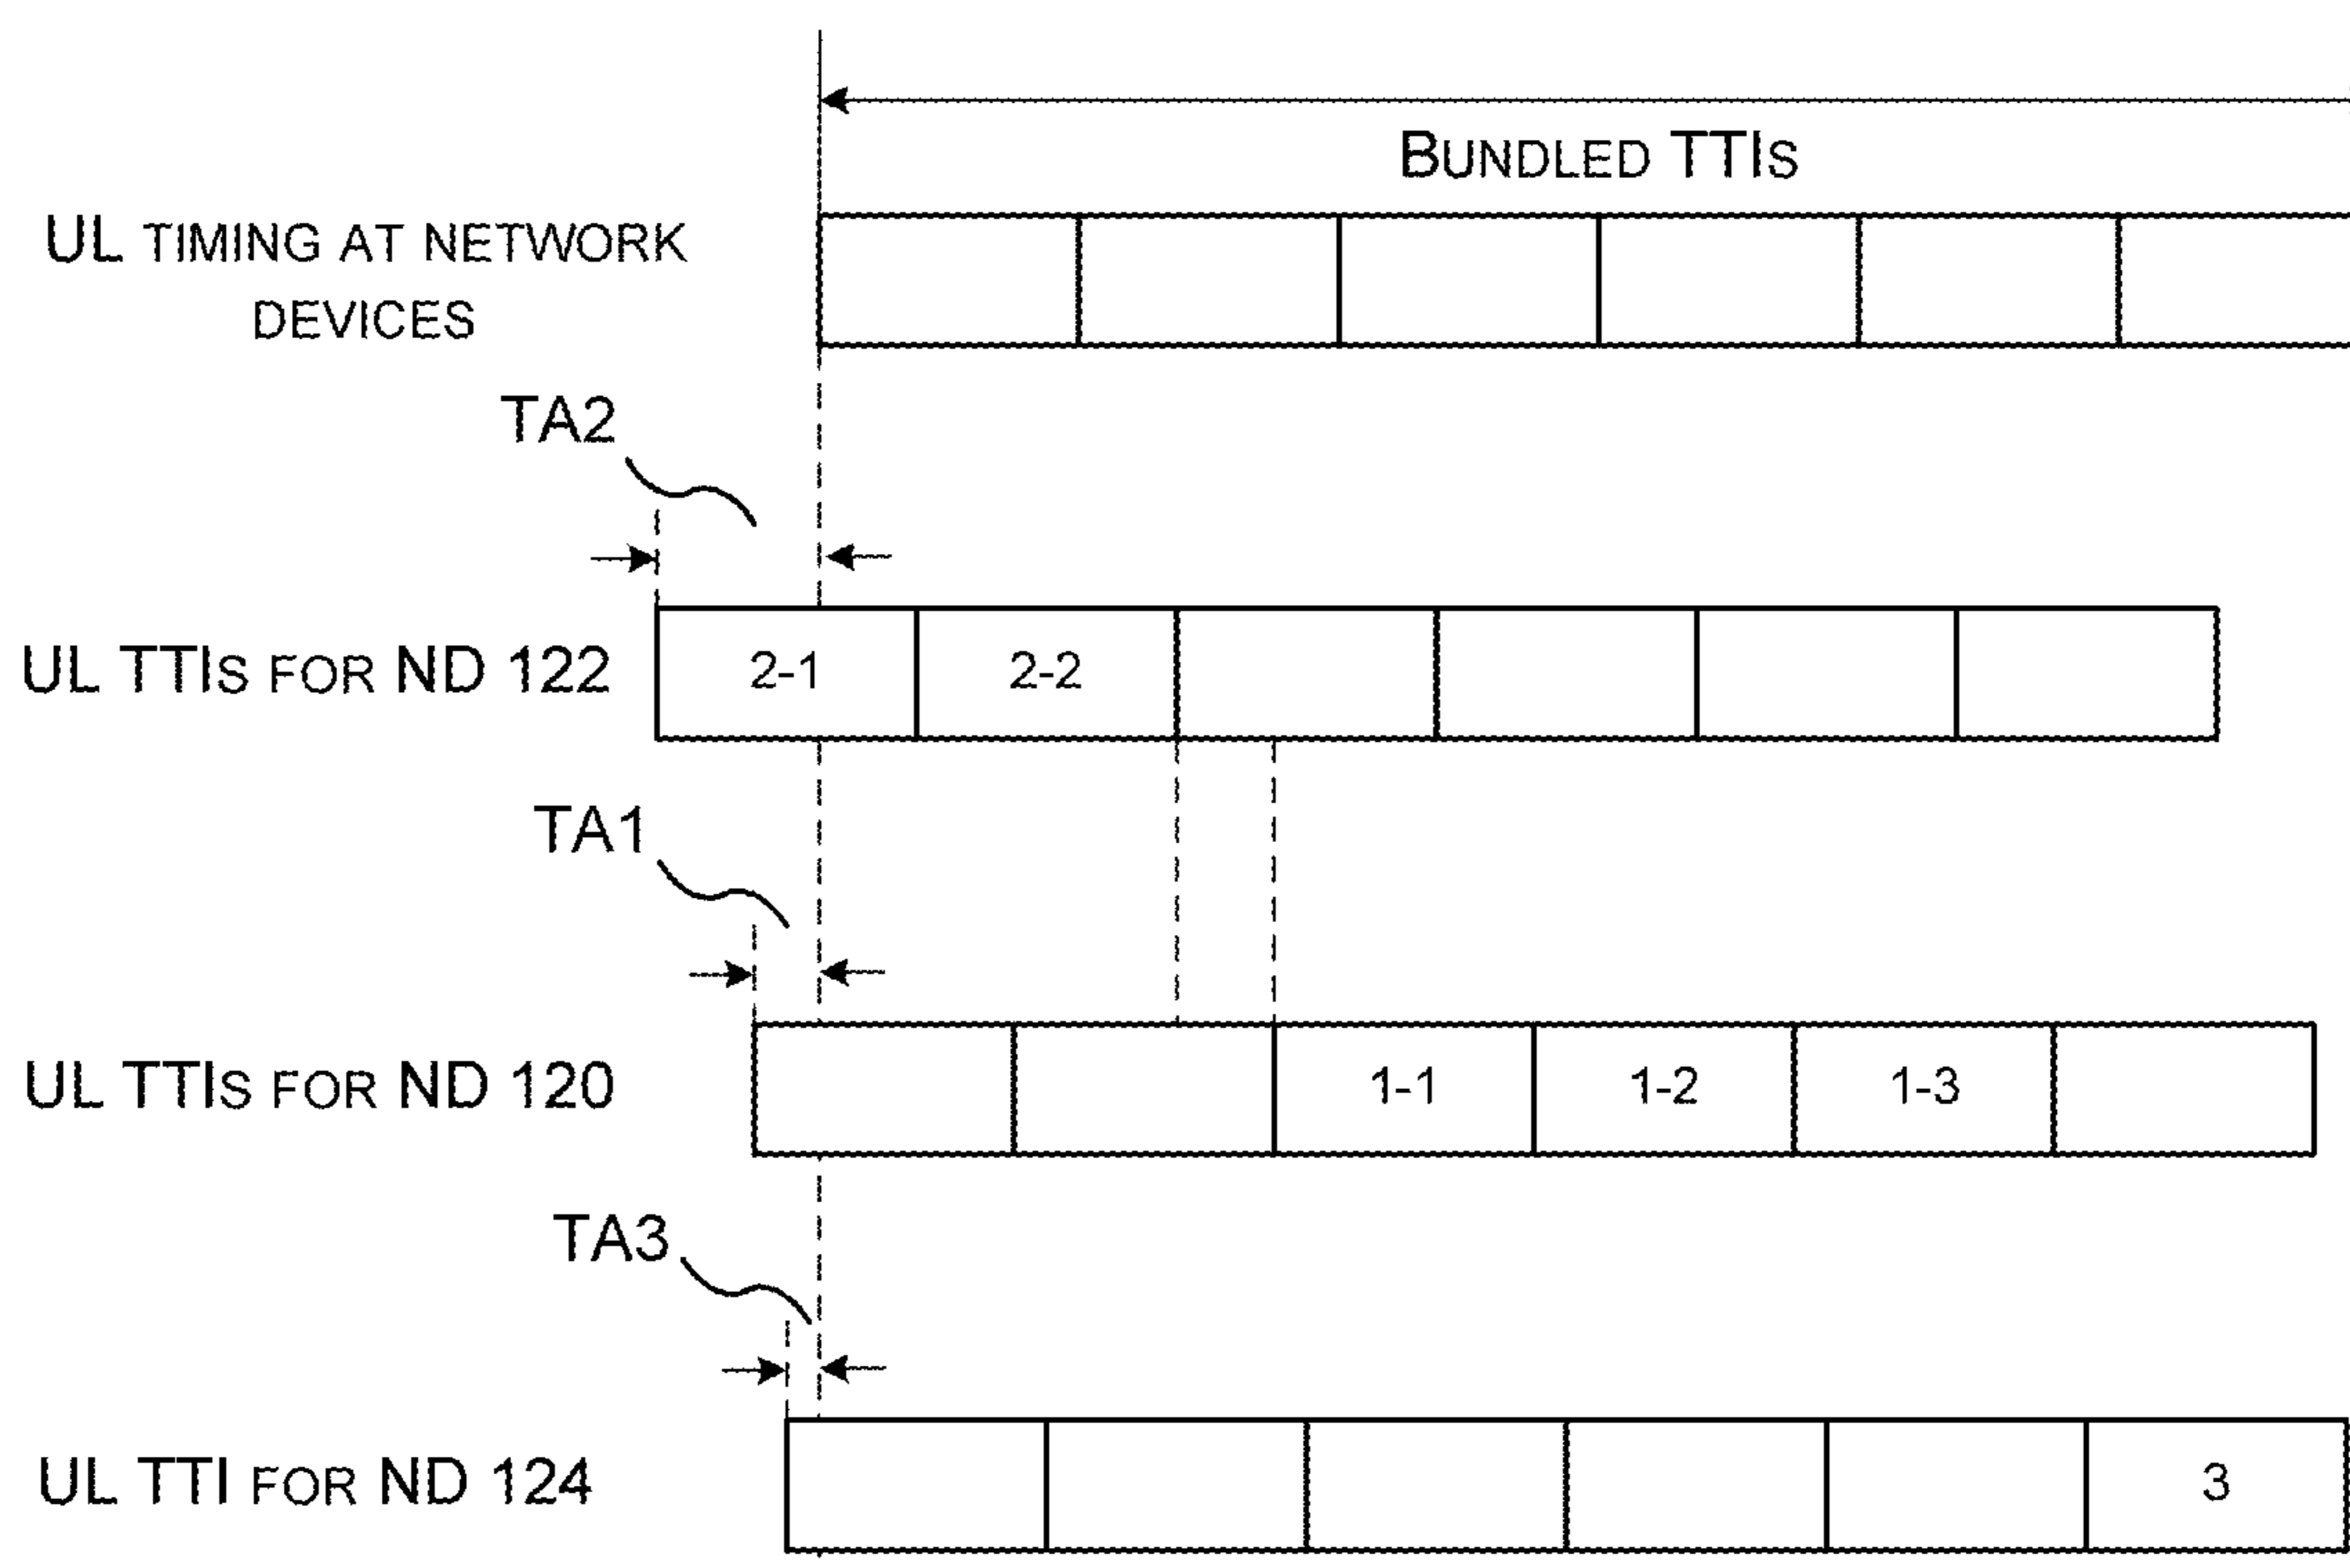 BUNDLED TTIS
UL TIMING AT NETWORK
DEVICES
TA2
UL TTIS FOR ND 122
2-1
2-2
TA1
UL TTIS FOR ND 120
1-1
1-2
1-3
TA3
UL TTI FOR ND 124
3